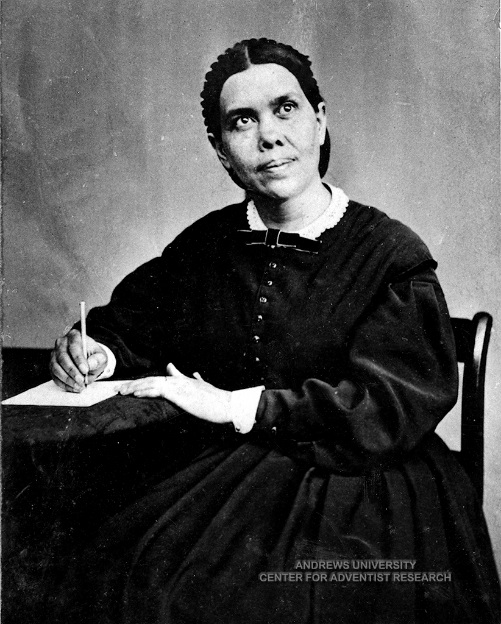 ANDREWS UNIVERSITY
CENTER FOR ADVENTIST RESEARCH